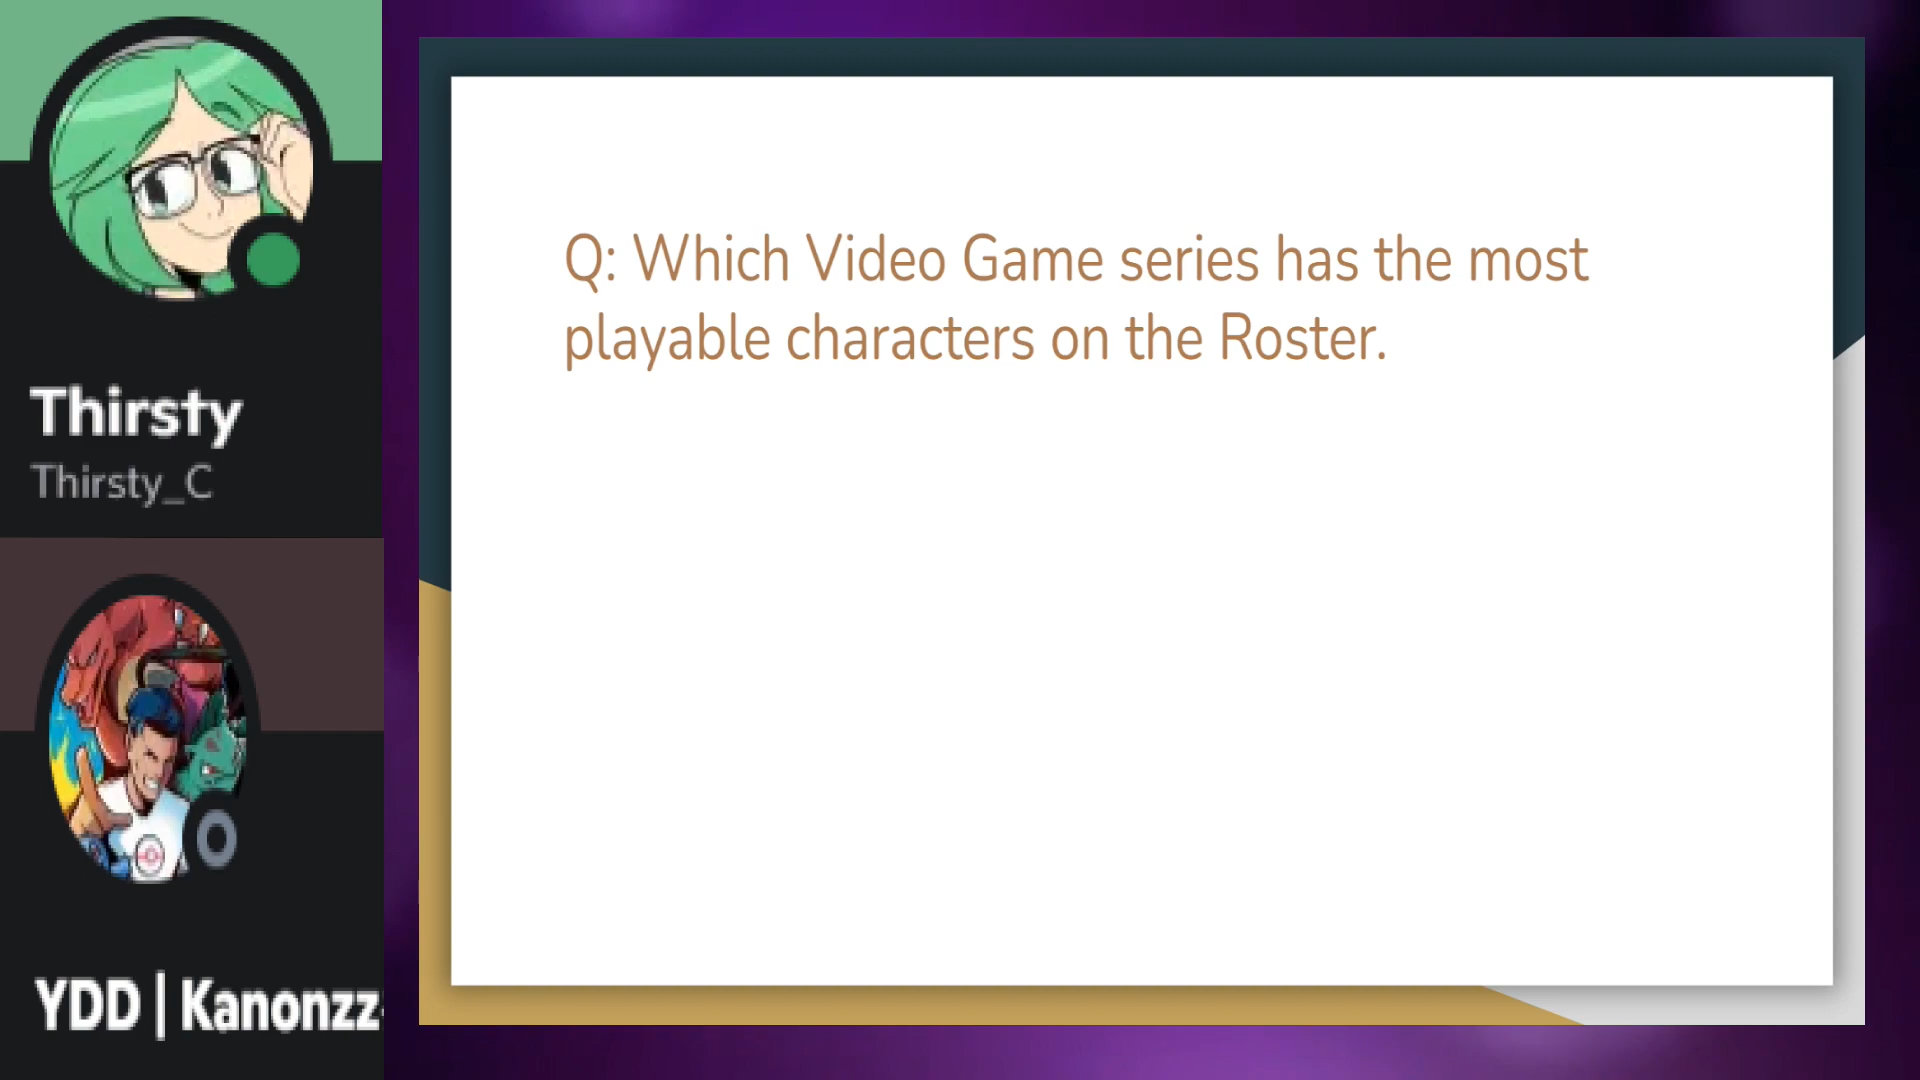 Thirsty
Thirsty_C
YDD | Kanonzz-
Q: Which Video Game series has the most
playable characters on the Roster.